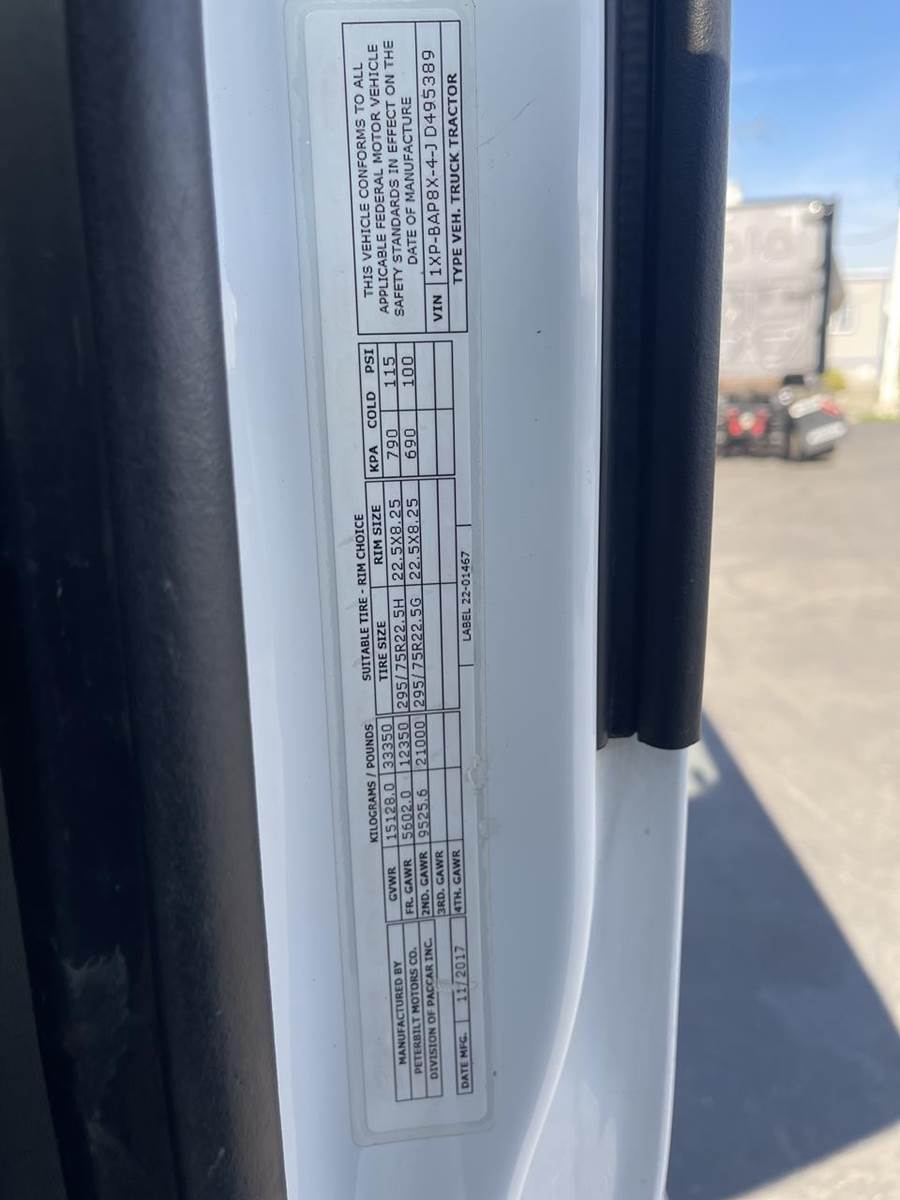 MANUFACTURED BY
PETERBILT MOTORS CO.
DIVISION OF PACCAR INC.
DATE MFG. 11/2017
KILOGRAMS / POUNDS
GVWR 15128.0 33350
FR. GAWR 5602.0 12350
2ND. GAWR 9525.6 21000
3RD. GAWR
4TH. GAWR
SUITABLE TIRE - RIM CHOICE
TIRE SIZE RIM SIZE
295/75R22.5H 22.5X8.25
295/75R22.5G 22.5X8.25
KPA COLD PSI
790 115
690 100
LABEL 22-01467
THIS VEHICLE CONFORMS TO ALL
APPLICABLE FEDERAL MOTOR VEHICLE
SAFETY STANDARDS IN EFFECT ON THE
DATE OF MANUFACTURE
VIN 1XP-BAP8X-4-J D495389
TYPE VEH. TRUCK TRACTOR